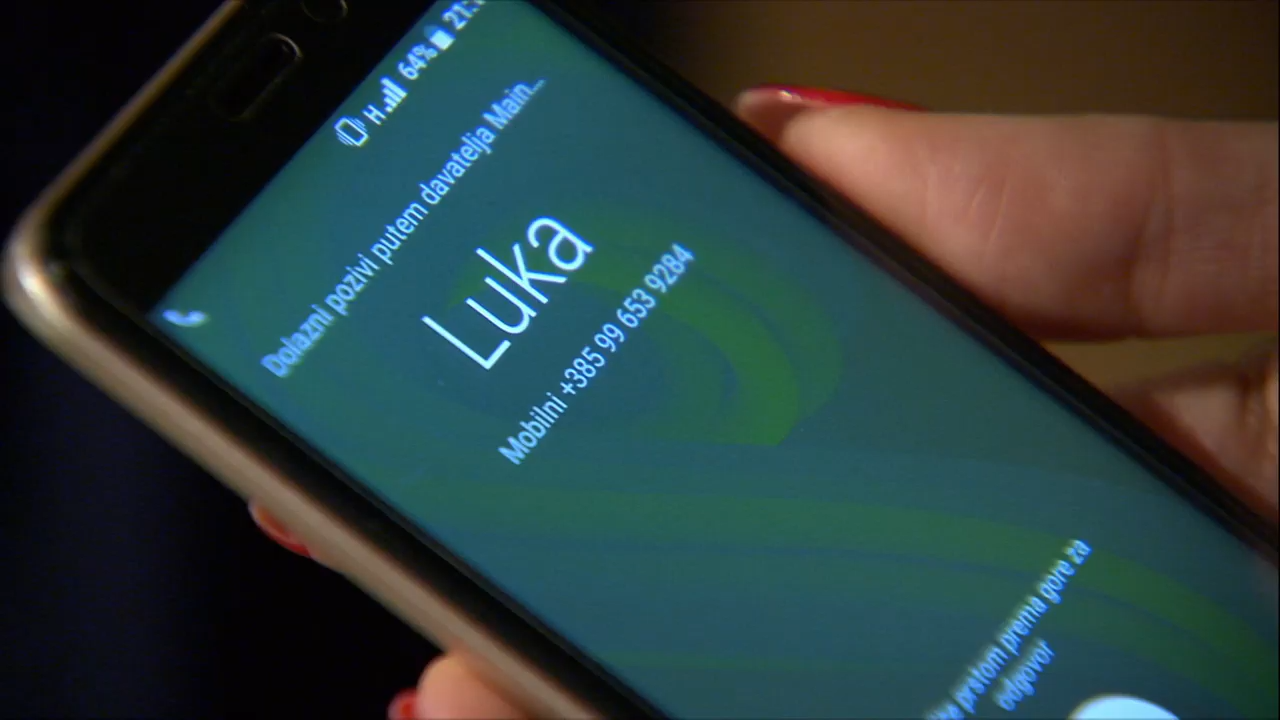 H 64%
Dolazni pozivi putem davatelja Main...
Luka
Mobilni +385 99 653 9284
prstom prema gore za
odgovor